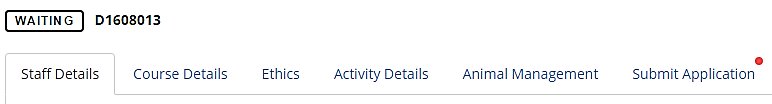 WAITING D1608013
Staff Details Course Details Ethics Activity Details Animal Management Submit Application